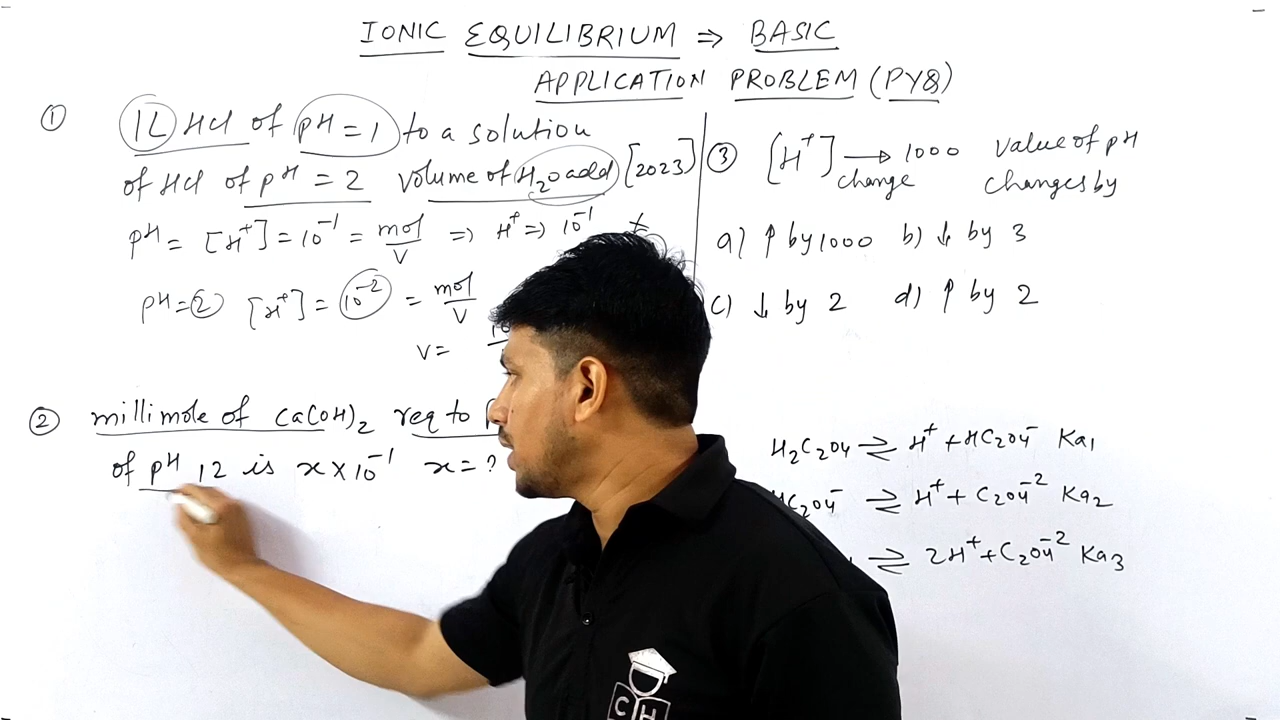 IONIC EQUILIBRIUM ⇒ BASIC
APPLICATION PROBLEM (PYQ)
① 1L HCl of pH = 1 to a solution
of HCl of pH = 2 volume of H2O add [2023]
pH = [H+] = 10^-1 = mol/V ⇒ H+ ⇒ 10^-1
pH = 2 [H+] = 10^-2 = mol/V
V =
② millimole of Ca(OH)2 req to
of pH 12 is x × 10^-1 x = ?
③ [H+] → 1000 value of pH
change changes by
a) ↑ by 1000 b) ↓ by 3
c) ↓ by 2 d) ↑ by 2
H2C2O4 ⇌ H+ + HC2O4^- Ka1
HC2O4^- ⇌ H+ + C2O4^-2 Ka2
⇌ 2H+ + C2O4^-2 Ka3
CH